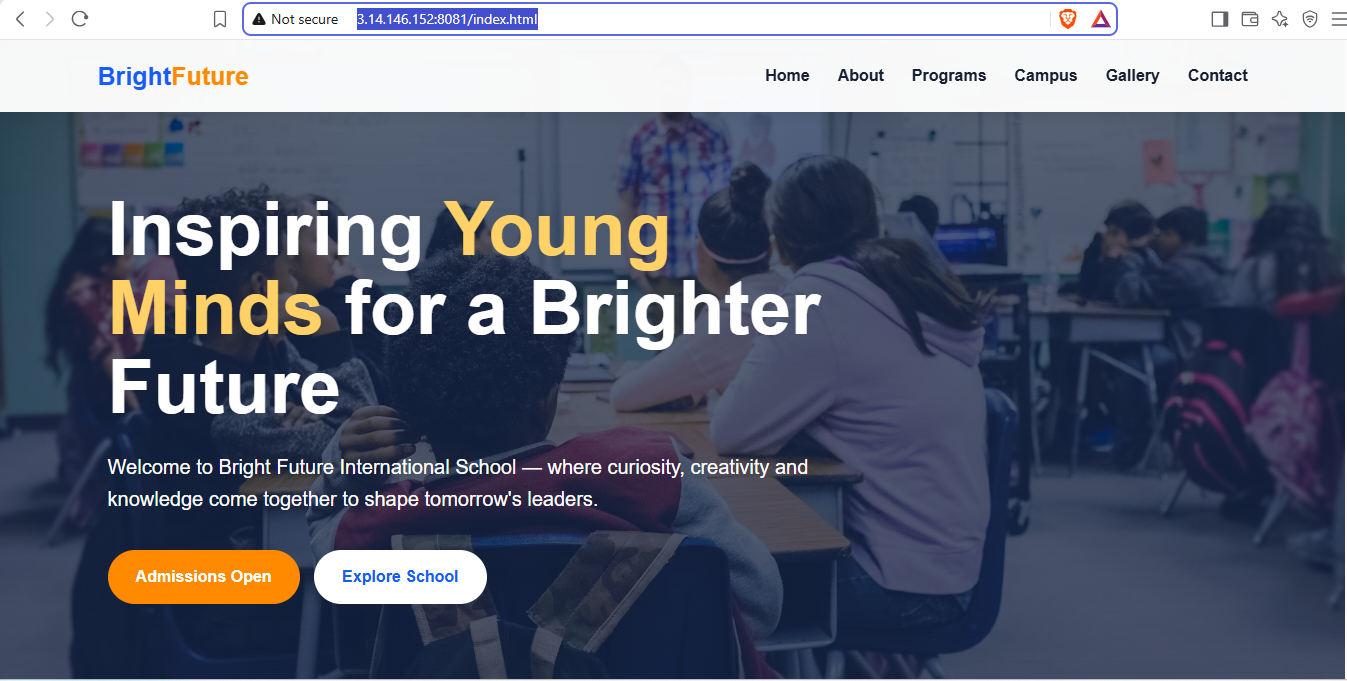 Not secure 3.14.146.152:8081/index.html
BrightFuture
Home About Programs Campus Gallery Contact
Inspiring Young
Minds for a Brighter
Future
Welcome to Bright Future International School — where curiosity, creativity and
knowledge come together to shape tomorrow's leaders.
Admissions Open Explore School